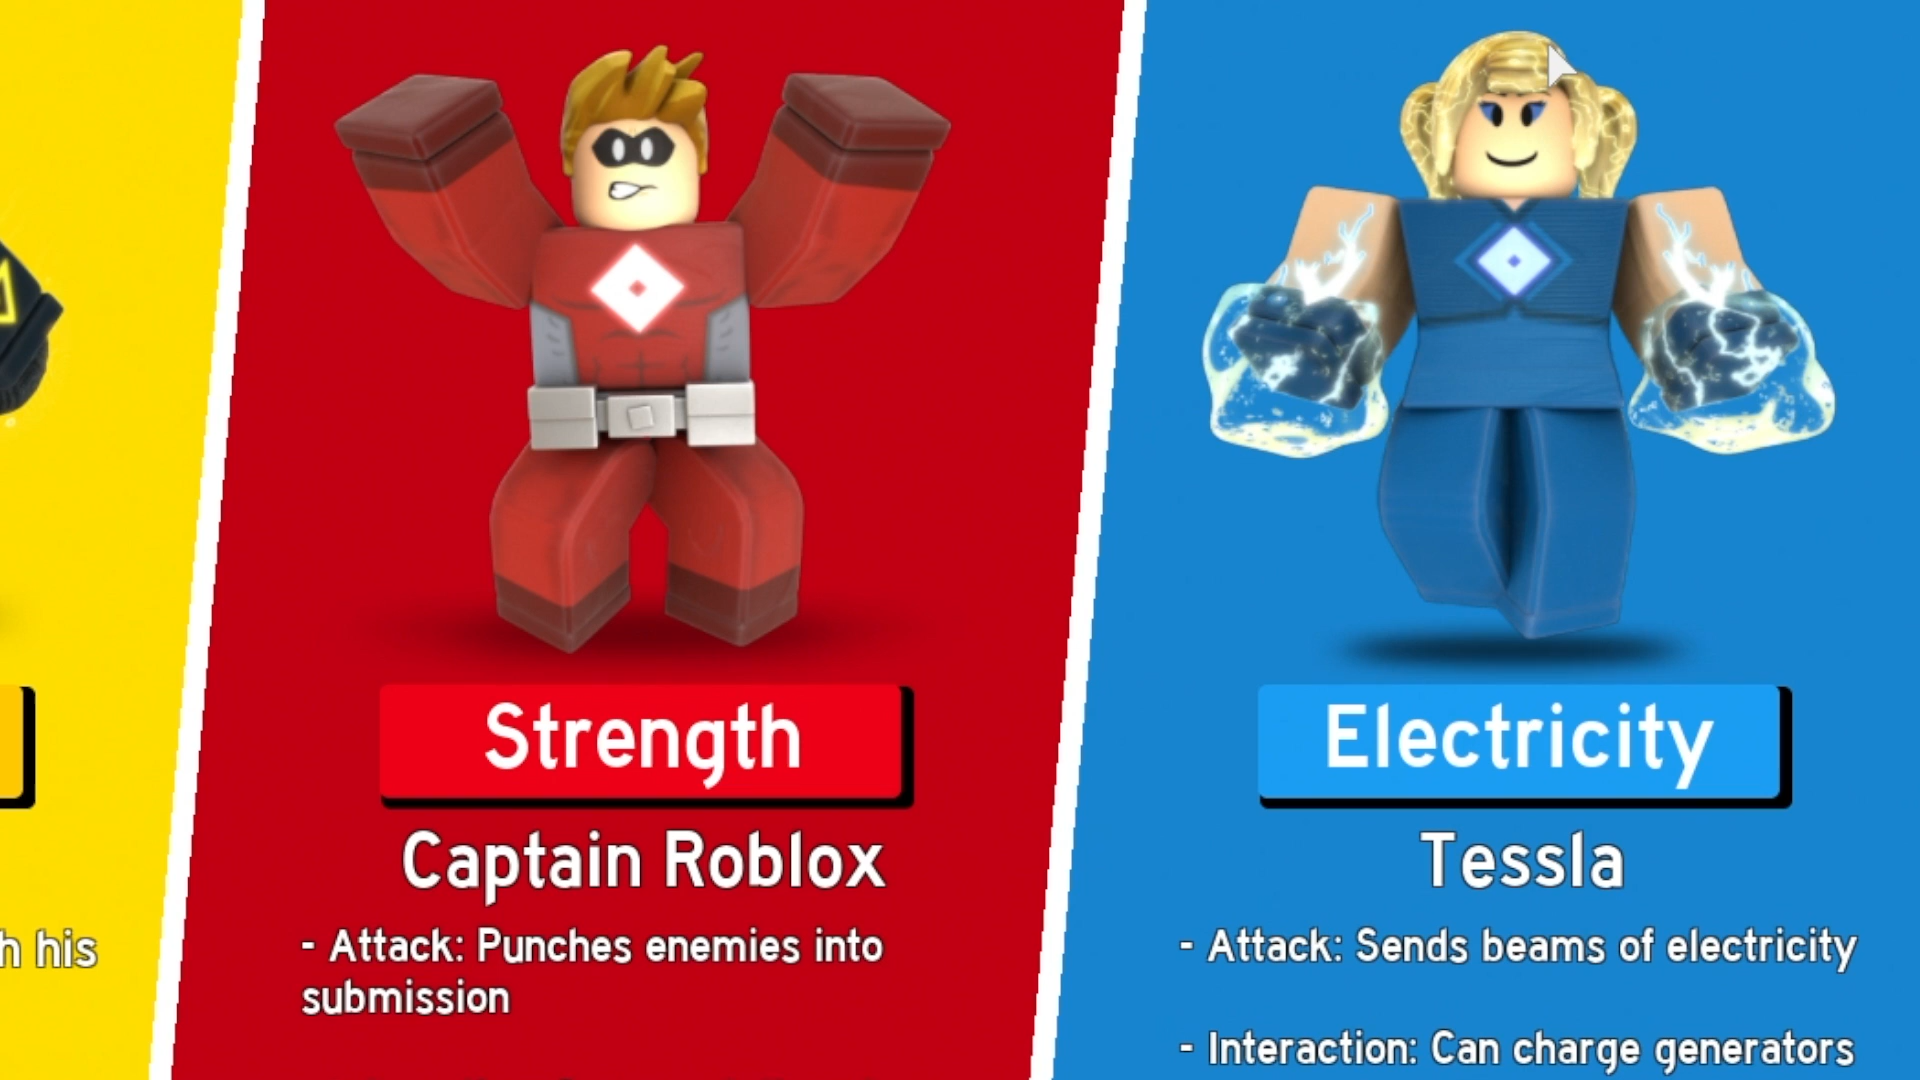 h his
Strength
Captain Roblox
- Attack: Punches enemies into
submission
Electricity
Tessla
- Attack: Sends beams of electricity
- Interaction: Can charge generators